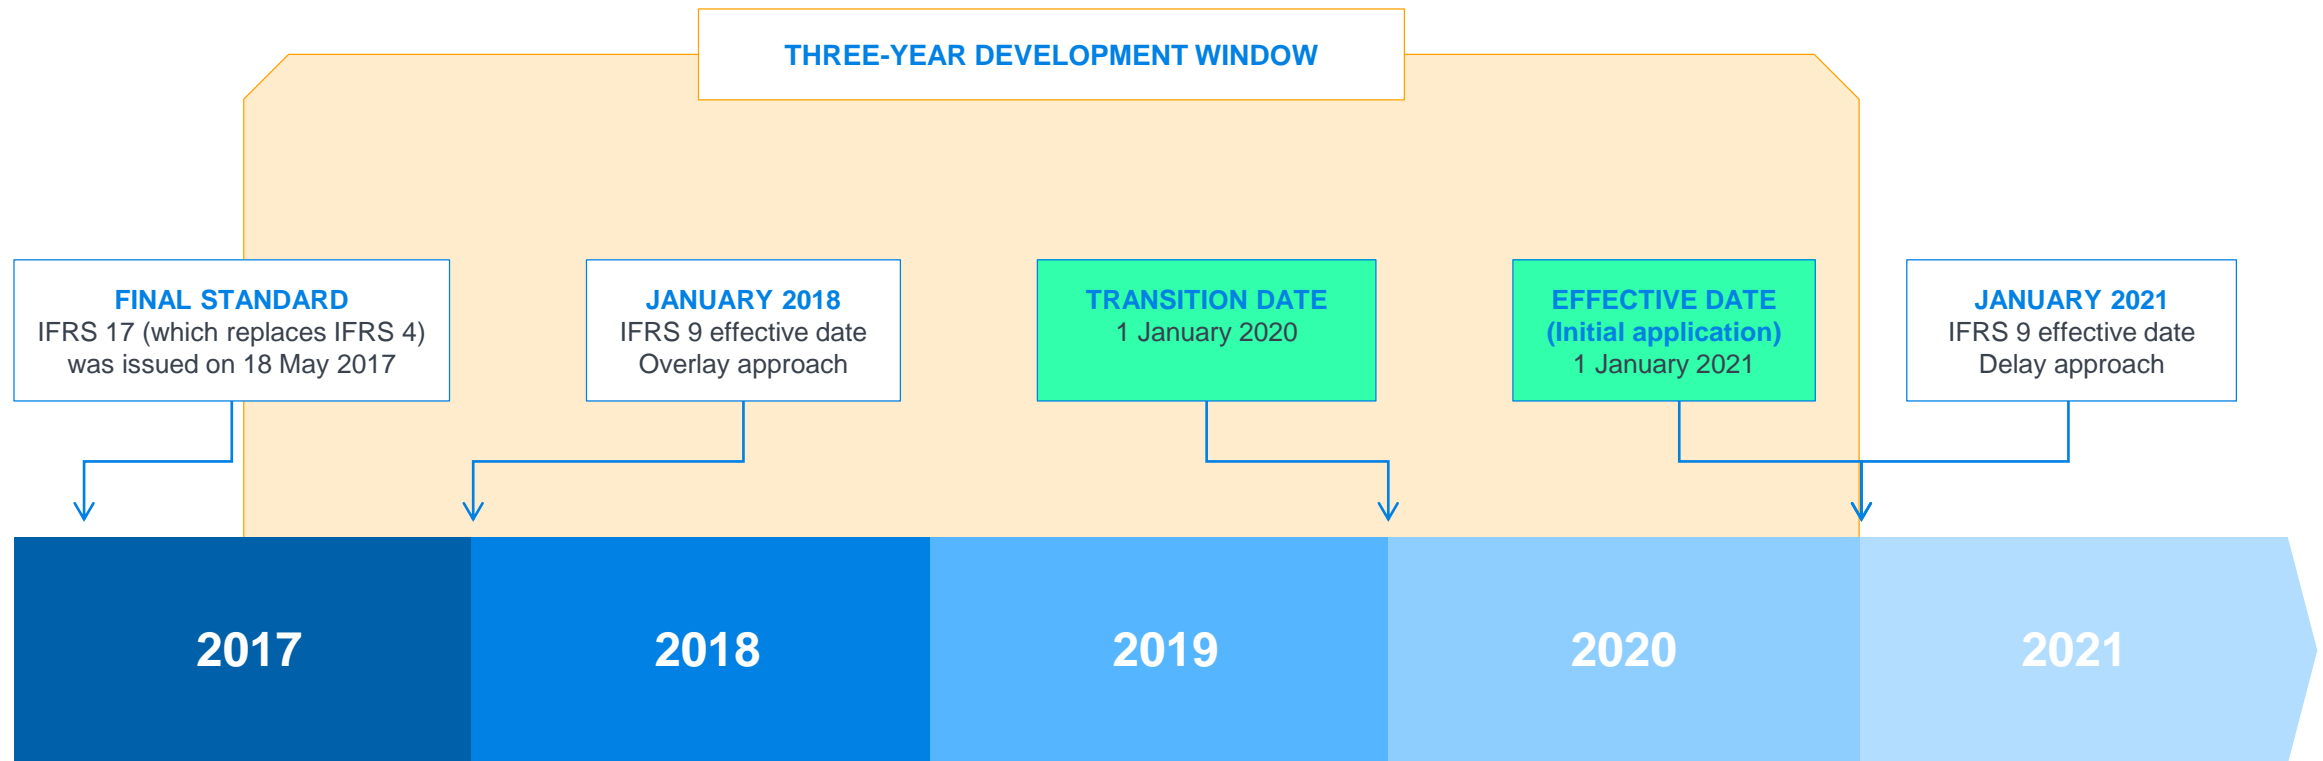 THREE-YEAR DEVELOPMENT WINDOW
FINAL STANDARD
IFRS 17 (which replaces IFRS 4)
was issued on 18 May 2017
JANUARY 2018
IFRS 9 effective date
Overlay approach
TRANSITION DATE
1 January 2020
EFFECTIVE DATE
(Initial application)
1 January 2021
JANUARY 2021
IFRS 9 effective date
Delay approach
2017
2018
2019
2020
2021